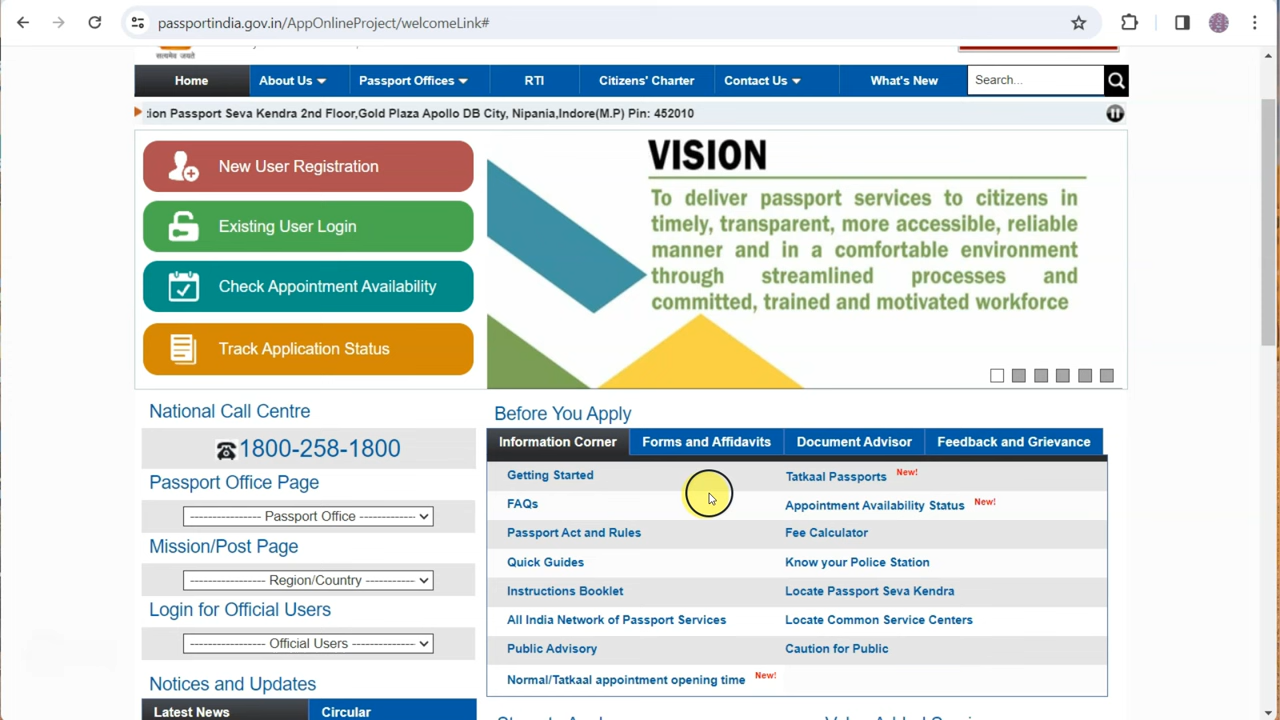 passportindia.gov.in/AppOnlineProject/welcomeLink#
सत्यमेव जयते
Home About Us Passport Offices RTI Citizens' Charter Contact Us What's New Search...
tion Passport Seva Kendra 2nd Floor,Gold Plaza Apollo DB City, Nipania,Indore(M.P) Pin: 452010
New User Registration
Existing User Login
Check Appointment Availability
Track Application Status
VISION
To deliver passport services to citizens in
timely, transparent, more accessible, reliable
manner and in a comfortable environment
through streamlined processes and
committed, trained and motivated workforce
National Call Centre
1800-258-1800
Passport Office Page
---------------- Passport Office -------------
Mission/Post Page
---------------- Region/Country -----------
Login for Official Users
---------------- Official Users -----------
Notices and Updates
Latest News Circular
Before You Apply
Information Corner Forms and Affidavits Document Advisor Feedback and Grievance
Getting Started Tatkaal Passports New!
FAQs Appointment Availability Status New!
Passport Act and Rules Fee Calculator
Quick Guides Know your Police Station
Instructions Booklet Locate Passport Seva Kendra
All India Network of Passport Services Locate Common Service Centers
Public Advisory Caution for Public
Normal/Tatkaal appointment opening time New!